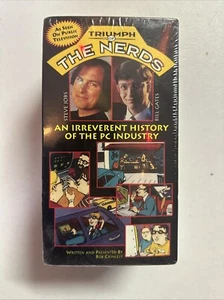 AS SEEN
ON PUBLIC
TELEVISION
TRIUMPH
OF
THE NERDS
STEVE JOBS
BILL GATES
AN IRREVERENT HISTORY
OF THE PC INDUSTRY
WRITTEN AND PRESENTED BY
BOB CRINGELY